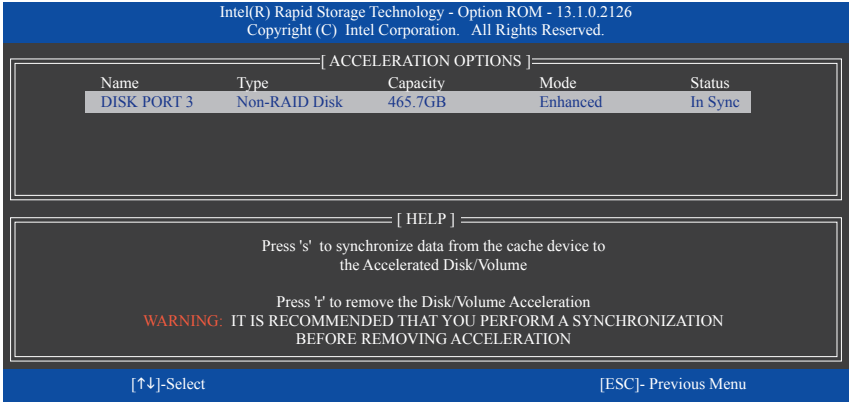 Intel(R) Rapid Storage Technology - Option ROM - 13.1.0.2126
Copyright (C) Intel Corporation. All Rights Reserved.
[ ACCELERATION OPTIONS ]
Name Type Capacity Mode Status
DISK PORT 3 Non-RAID Disk 465.7GB Enhanced In Sync
[ HELP ]
Press 's' to synchronize data from the cache device to
the Accelerated Disk/Volume
Press 'r' to remove the Disk/Volume Acceleration
WARNING: IT IS RECOMMENDED THAT YOU PERFORM A SYNCHRONIZATION
BEFORE REMOVING ACCELERATION
[↑↓]-Select [ESC]- Previous Menu